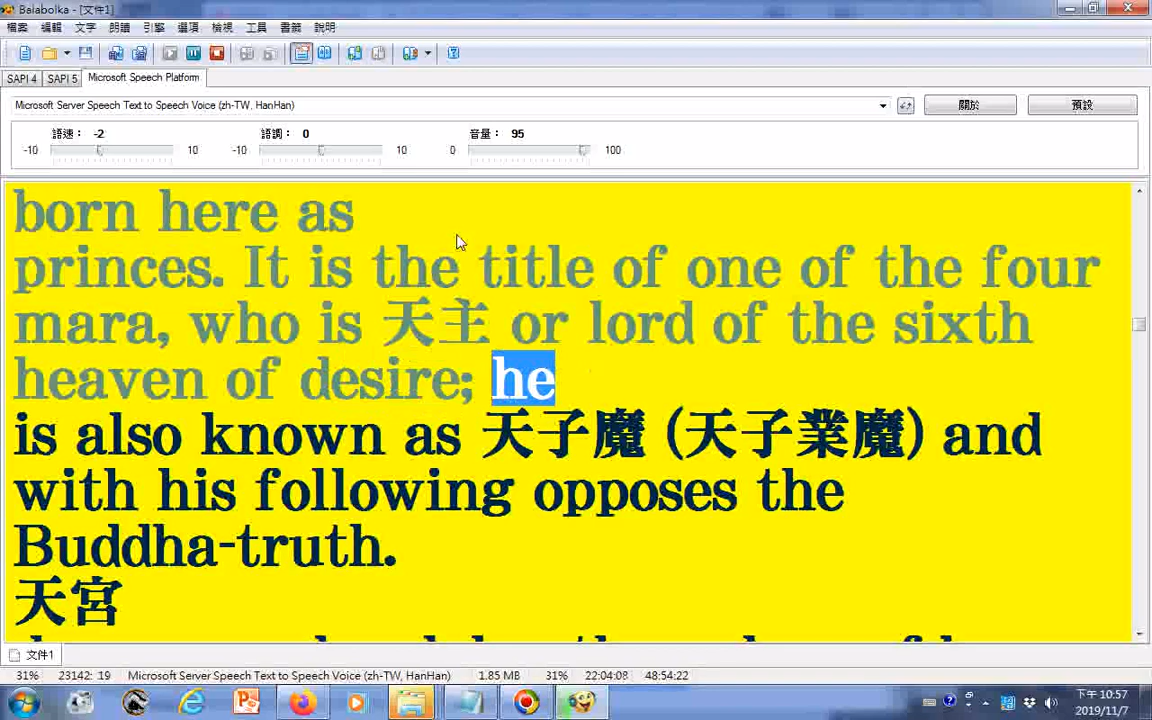 Balabolka - [文件1]
檔案 編輯 文字 朗讀 引擎 選項 檢視 工具 書籤 說明
SAPI 4 SAPI 5 Microsoft Speech Platform
Microsoft Server Speech Text to Speech Voice (zh-TW, HanHan) 關於 預設
語速： -2 語調： 0 音量： 95
-10 10 -10 10 0 100
born here as
princes. It is the title of one of the four
mara, who is 天主 or lord of the sixth
heaven of desire; he
is also known as 天子魔 (天子業魔) and
with his following opposes the
Buddha-truth.
天宮
文件1
31% 23142: 19 Microsoft Server Speech Text to Speech Voice (zh-TW, HanHan) 1.85 MB 31% 22:04:08 48:54:22
下午 10:57
2019/11/7